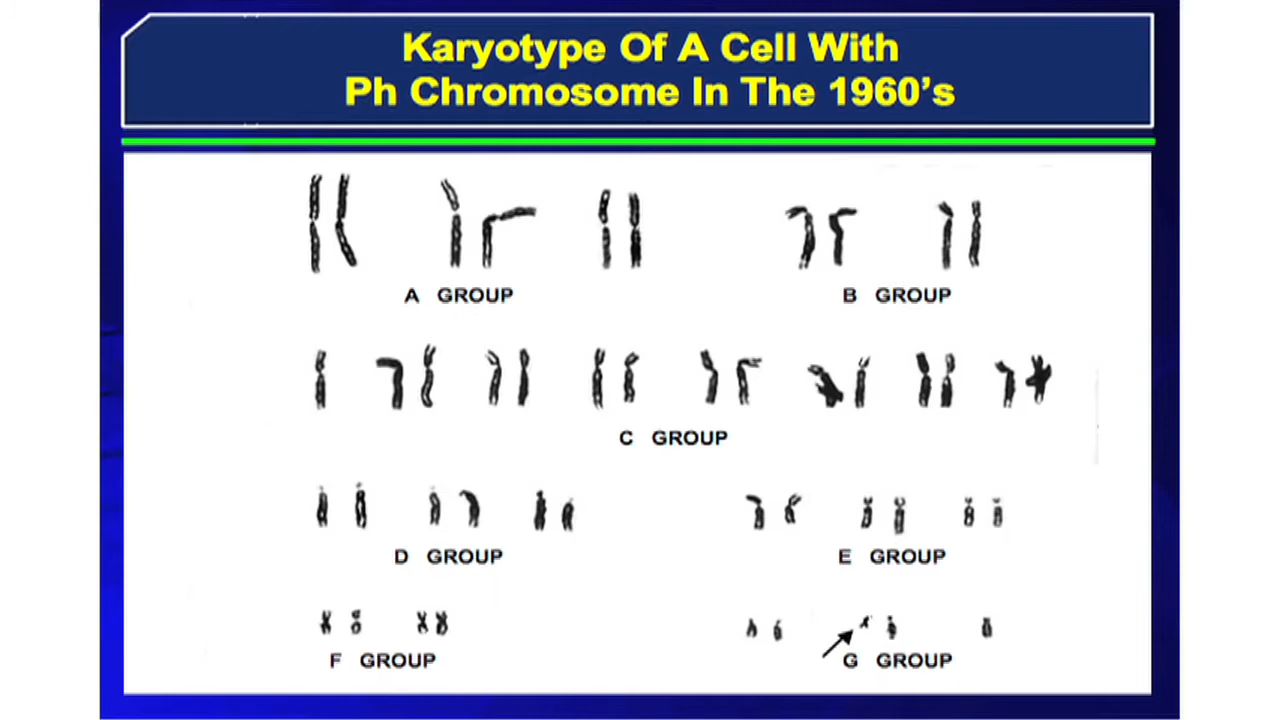 Karyotype Of A Cell With
Ph Chromosome In The 1960's
A GROUP
B GROUP
C GROUP
D GROUP
E GROUP
F GROUP
G GROUP